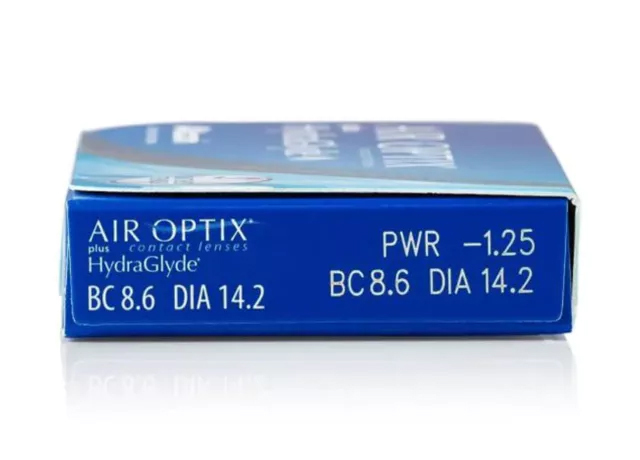 AIR OPTIX®
plus
contact lenses
HydraGlyde®
BC 8.6 DIA 14.2
PWR -1.25
BC 8.6 DIA 14.2